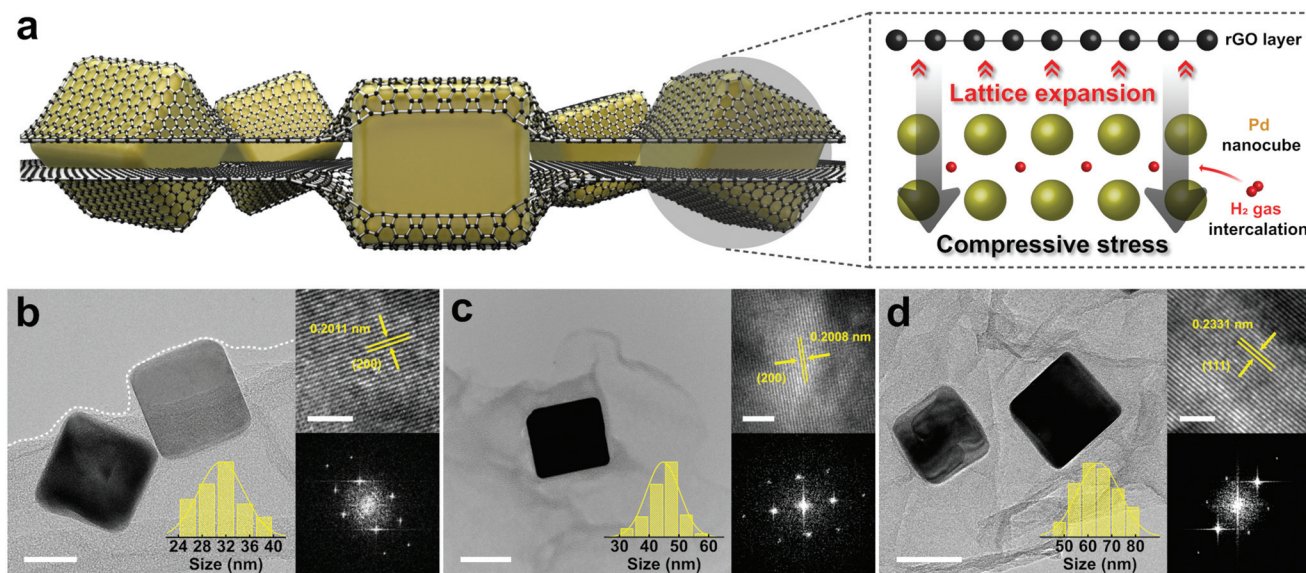 a
rGO layer
Lattice expansion
Pd
nanocube
H₂ gas
intercalation
Compressive stress
b
0.2011 nm
(200)
24 28 32 36 40
Size (nm)
c
0.2008 nm
(200)
30 40 50 60
Size (nm)
d
0.2331 nm
(111)
50 60 70 80
Size (nm)